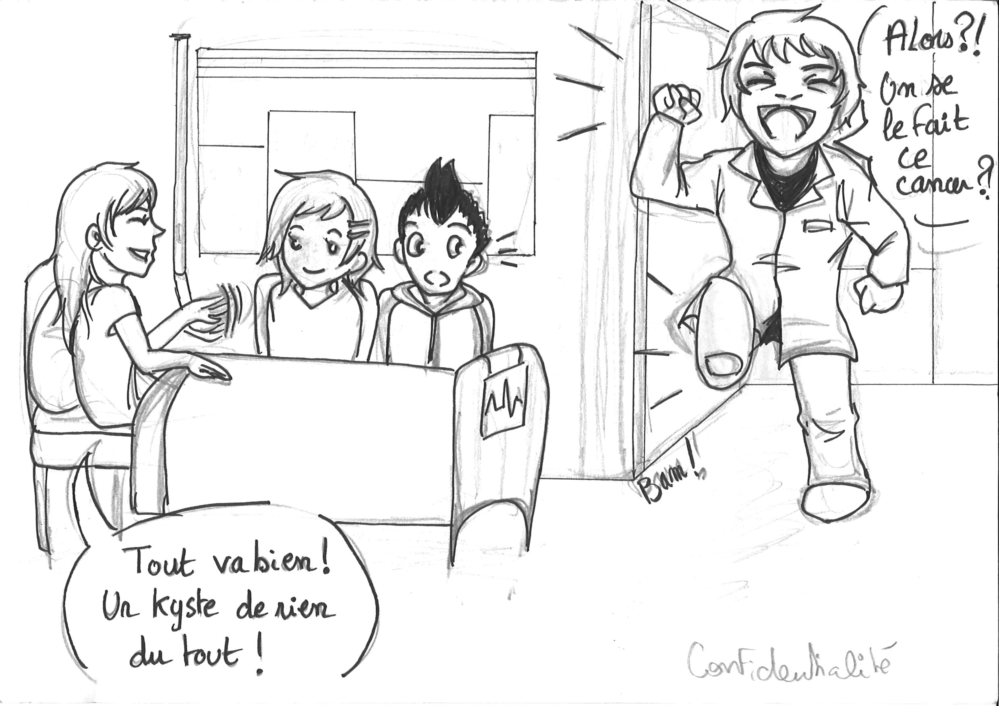 Alors?!
On se
le fait
ce
cancer?
Bam!
Tout va bien!
Un kyste de rien
du tout!
Confidentialité